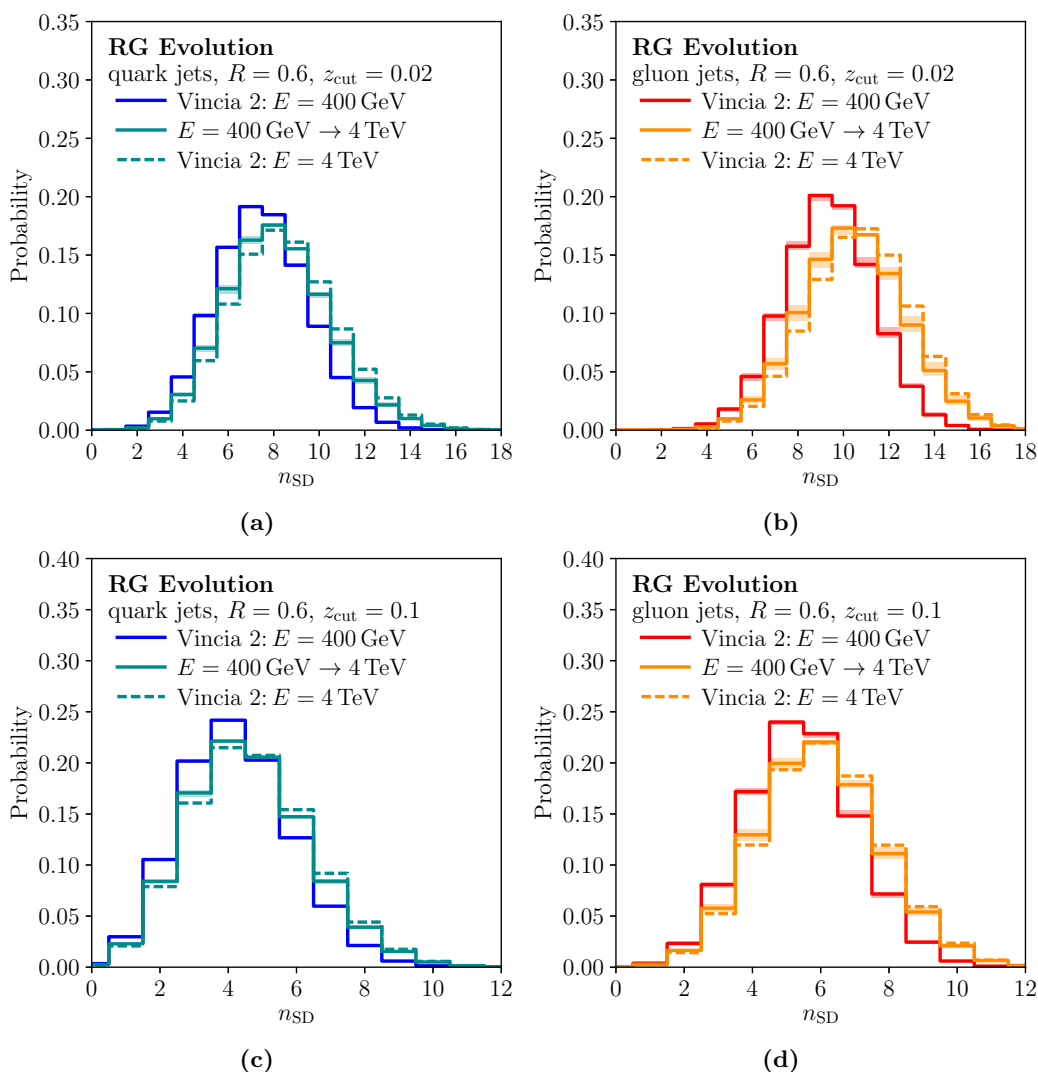 RG Evolution
quark jets, R = 0.6, z_cut = 0.02
Vincia 2: E = 400 GeV
E = 400 GeV → 4 TeV
Vincia 2: E = 4 TeV
0.35
0.30
0.25
0.20
0.15
0.10
0.05
0.00
Probability
0 2 4 6 8 10 12 14 16 18
n_SD
(a)
RG Evolution
gluon jets, R = 0.6, z_cut = 0.02
Vincia 2: E = 400 GeV
E = 400 GeV → 4 TeV
Vincia 2: E = 4 TeV
0.35
0.30
0.25
0.20
0.15
0.10
0.05
0.00
Probability
0 2 4 6 8 10 12 14 16 18
n_SD
(b)
RG Evolution
quark jets, R = 0.6, z_cut = 0.1
Vincia 2: E = 400 GeV
E = 400 GeV → 4 TeV
Vincia 2: E = 4 TeV
0.40
0.35
0.30
0.25
0.20
0.15
0.10
0.05
0.00
Probability
0 2 4 6 8 10 12
n_SD
(c)
RG Evolution
gluon jets, R = 0.6, z_cut = 0.1
Vincia 2: E = 400 GeV
E = 400 GeV → 4 TeV
Vincia 2: E = 4 TeV
0.40
0.35
0.30
0.25
0.20
0.15
0.10
0.05
0.00
Probability
0 2 4 6 8 10 12
n_SD
(d)